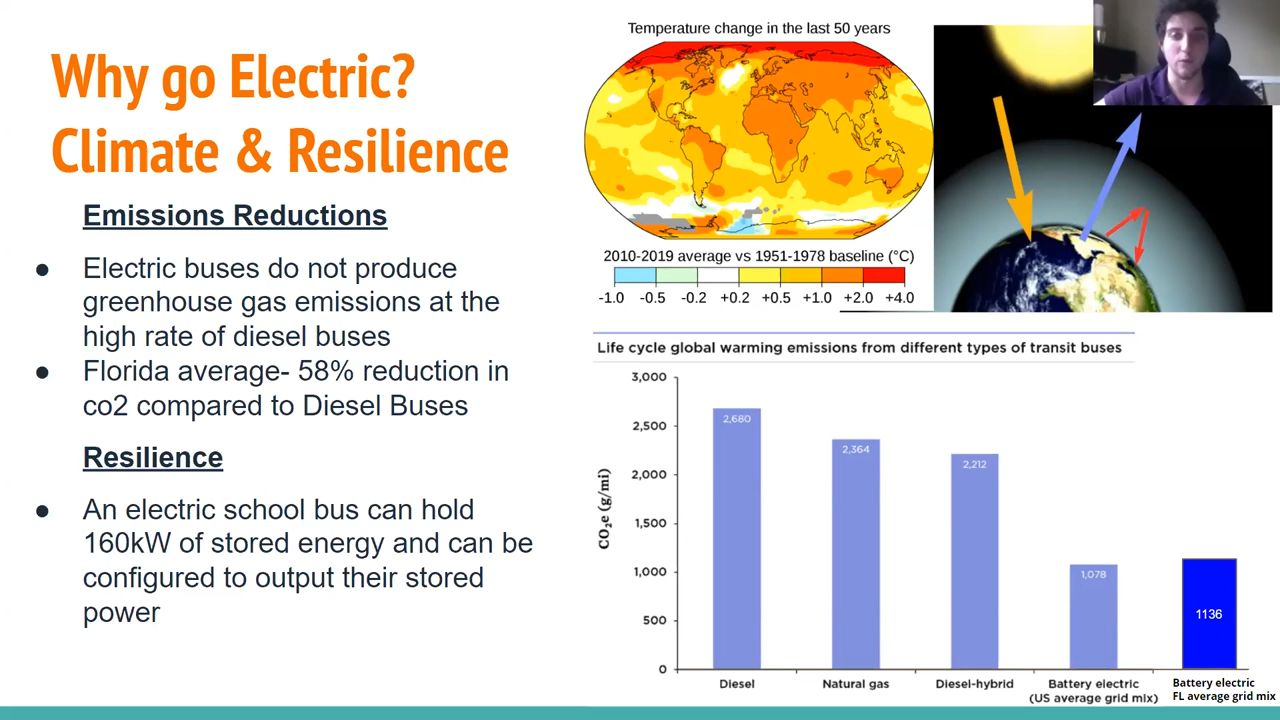 Why go Electric?
Climate & Resilience
Emissions Reductions
● Electric buses do not produce
greenhouse gas emissions at the
high rate of diesel buses
● Florida average- 58% reduction in
co2 compared to Diesel Buses
Resilience
● An electric school bus can hold
160kW of stored energy and can be
configured to output their stored
power
Temperature change in the last 50 years
2010-2019 average vs 1951-1978 baseline (°C)
-1.0 -0.5 -0.2 +0.2 +0.5 +1.0 +2.0 +4.0
Life cycle global warming emissions from different types of transit buses
CO₂e (g/mi)
3,000
2,500
2,000
1,500
1,000
500
0
2,680
2,364
2,212
1,078
1136
Diesel
Natural gas
Diesel-hybrid
Battery electric
(US average grid mix)
Battery electric
FL average grid mix